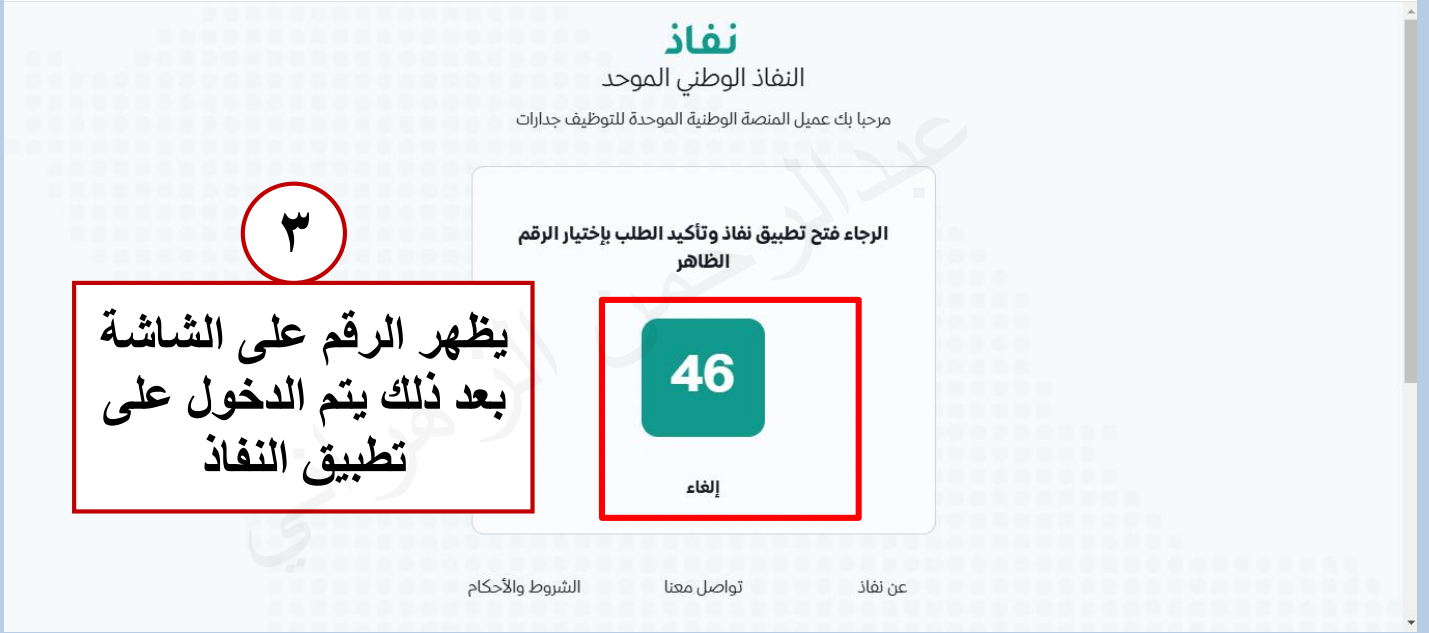 نفاذ
النفاذ الوطني الموحد
مرحبا بك عميل المنصة الوطنية الموحدة للتوظيف جدارات
الرجاء فتح تطبيق نفاذ وتأكيد الطلب بإختيار الرقم
الظاهر
46
إلغاء
٣
يظهر الرقم على الشاشة
بعد ذلك يتم الدخول على
تطبيق النفاذ
عن نفاذ
تواصل معنا
الشروط والأحكام
عبدالرحمن الزهراني